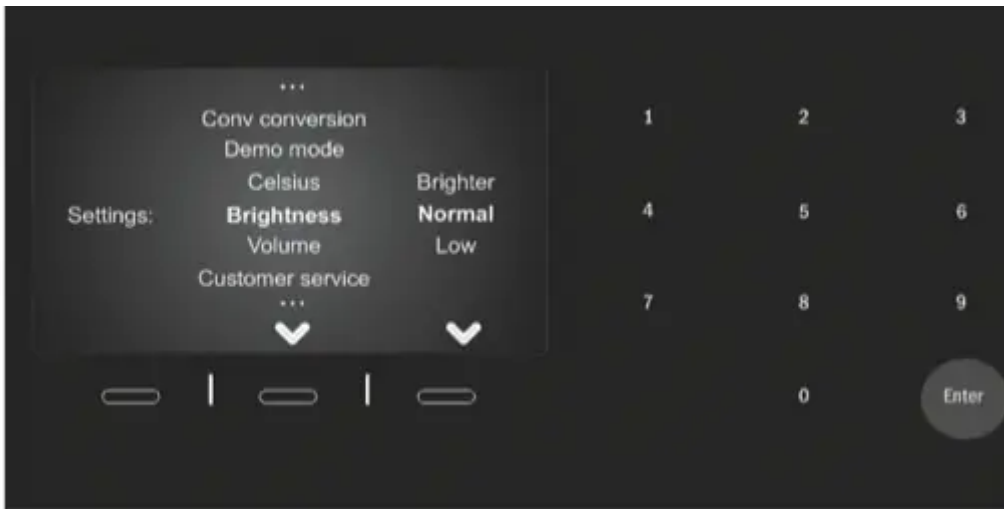 ...
Conv conversion
Demo mode
Celsius
Brighter
Settings:
Brightness
Normal
Volume
Low
Customer service
...
1 2 3
4 5 6
7 8 9
0 Enter